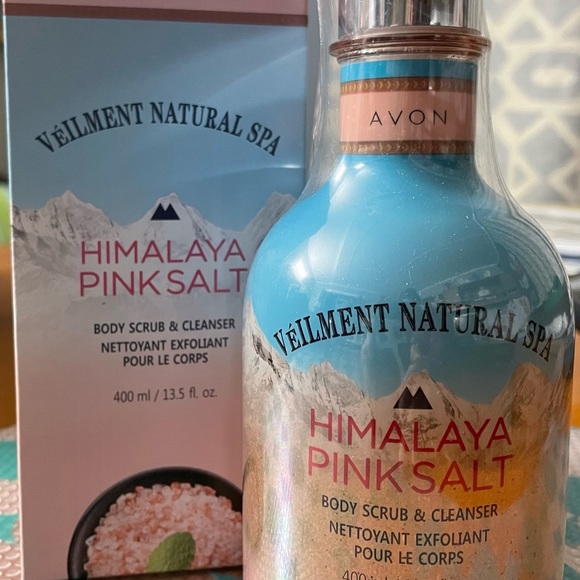 VéILMENT NATURAL SPA
HIMALAYA
PINK SALT
BODY SCRUB & CLEANSER
NETTOYANT EXFOLIANT
POUR LE CORPS
400 ml / 13.5 fl. oz.
AVON
VéILMENT NATURAL SPA
HIMALAYA
PINK SALT
BODY SCRUB & CLEANSER
NETTOYANT EXFOLIANT
POUR LE CORPS
400